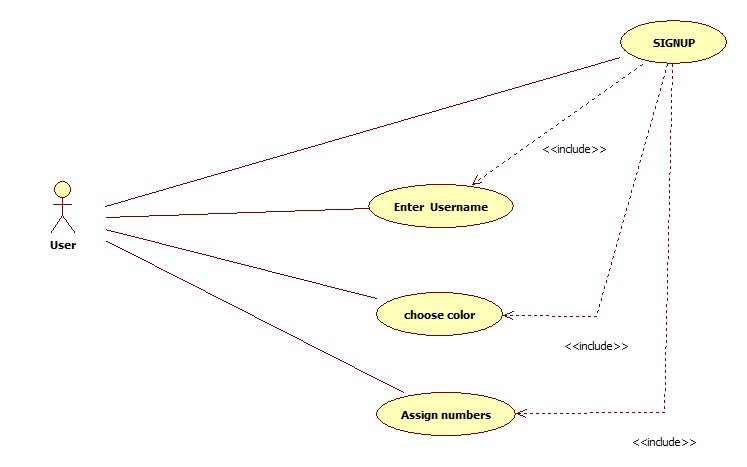 SIGNUP
<<include>>
Enter Username
User
choose color
<<include>>
Assign numbers
<<include>>